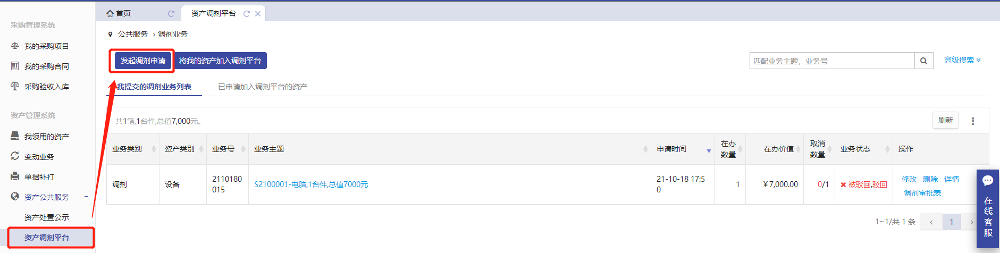 首页
资产调剂平台
采购管理系统
我的采购项目
我的采购合同
采购验收入库
资产管理系统
我领用的资产
变动业务
单据补打
资产公共服务
资产处置公示
资产调剂平台
公共服务 > 调剂业务
发起调剂申请
将我的资产加入调剂平台
匹配业务主题，业务号
高级搜索
我提交的调剂业务列表
已申请加入调剂平台的资产
共1笔,1台件,总值7,000元。
刷新
业务类别
资产类别
业务号
业务主题
申请时间
在办
数量
在办价值
取消
数量
业务状态
操作
调剂
设备
2110180
015
S2100001-电脑,1台件,总值7000元
21-10-18 17:5
0
1
¥7,000.00
0/1
被驳回,驳回
修改 删除 详情
调剂审批表
1~1/共 1 条
1
在线客服